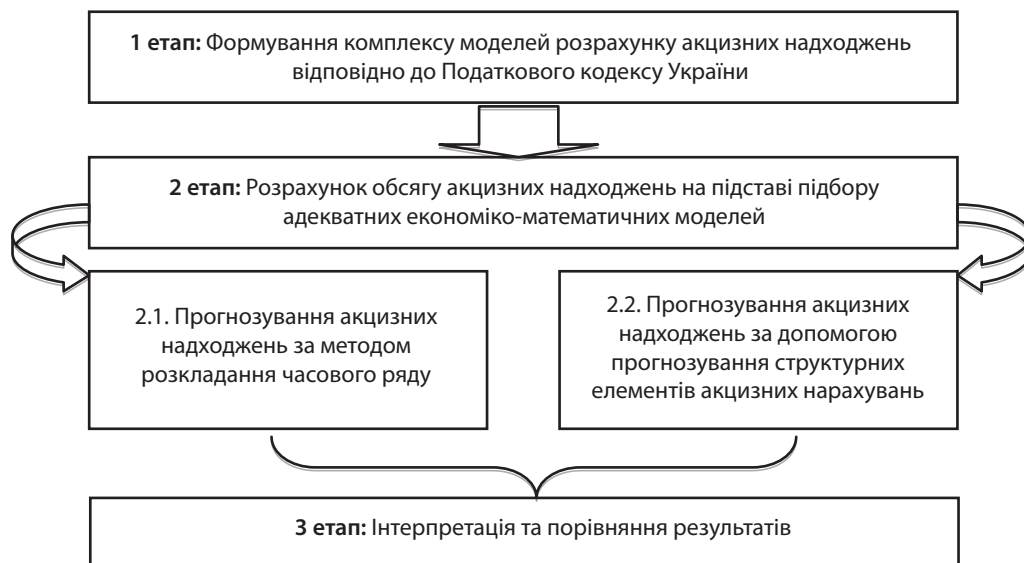 1 етап: Формування комплексу моделей розрахунку акцизних надходжень
відповідно до Податкового кодексу України
2 етап: Розрахунок обсягу акцизних надходжень на підставі підбору
адекватних економіко-математичних моделей
2.1. Прогнозування акцизних
надходжень за методом
розкладання часового ряду
2.2. Прогнозування акцизних
надходжень за допомогою
прогнозування структурних
елементів акцизних нарахувань
3 етап: Інтерпретація та порівняння результатів